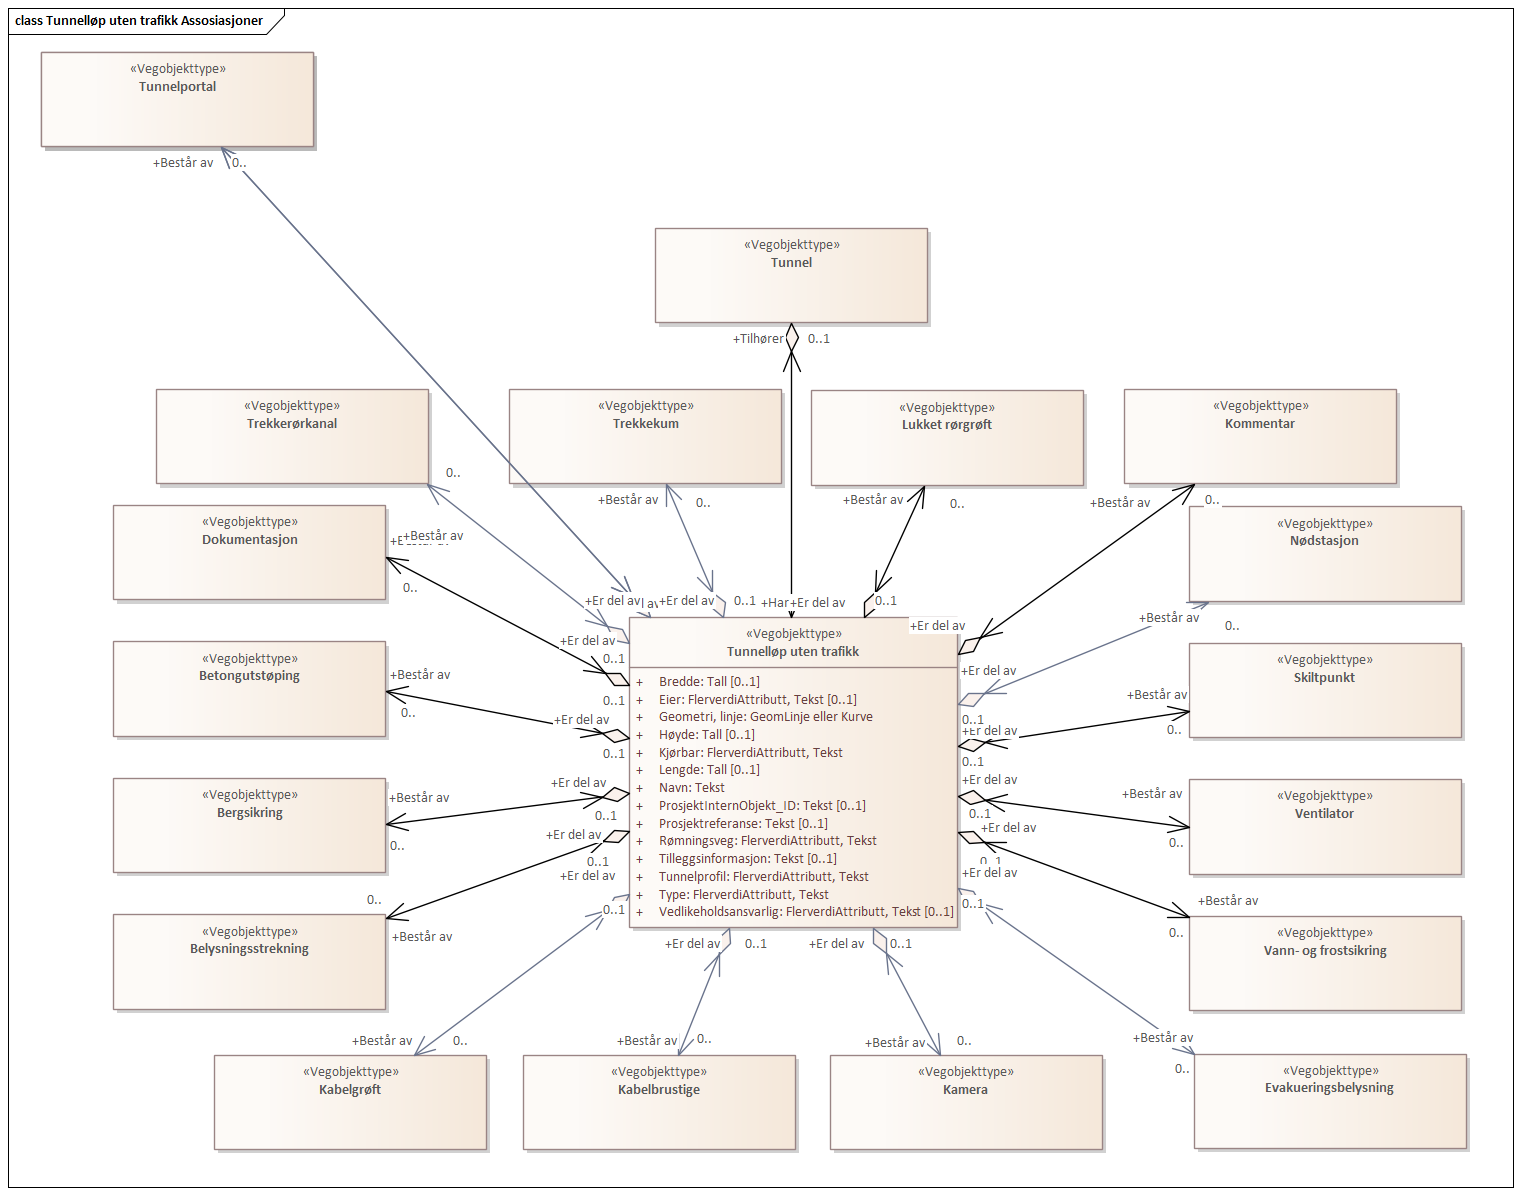 class Tunnelløp uten trafikk Assosiasjoner
«Vegobjekttype»
Tunnelportal
+Består av
0..
«Vegobjekttype»
Tunnel
+Tilhører
0..1
«Vegobjekttype»
Trekkerørkanal
0..
+Består av
«Vegobjekttype»
Trekkekum
+Består av
0..
«Vegobjekttype»
Lukket rørgrøft
+Består av
0..
«Vegobjekttype»
Kommentar
+Består av
0..
«Vegobjekttype»
Dokumentasjon
0..
«Vegobjekttype»
Nødstasjon
+Består av
0..
+Er del av
+Er del av
0..1
+Har
+Er del av
0..1
+Er del av
+Er del av
0..1
0..1
«Vegobjekttype»
Tunnelløp uten trafikk
+ Bredde: Tall [0..1]
+ Eier: FlerverdiAttributt, Tekst [0..1]
+ Geometri, linje: GeomLinje eller Kurve
+ Høyde: Tall [0..1]
+ Kjørbar: FlerverdiAttributt, Tekst
+ Lengde: Tall [0..1]
+ Navn: Tekst
+ ProsjektInternObjekt_ID: Tekst [0..1]
+ Prosjektreferanse: Tekst [0..1]
+ Rømningsveg: FlerverdiAttributt, Tekst
+ Tilleggsinformasjon: Tekst [0..1]
+ Tunnelprofil: FlerverdiAttributt, Tekst
+ Type: FlerverdiAttributt, Tekst
+ Vedlikeholdsansvarlig: FlerverdiAttributt, Tekst [0..1]
«Vegobjekttype»
Betongutstøping
+Består av
0..
+Er del av
0..1
«Vegobjekttype»
Bergsikring
+Består av
0..
+Er del av
0..1
«Vegobjekttype»
Belysningsstrekning
0..
+Består av
+Er del av
0..1
+Er del av
0..1
+Er del av
0..1
«Vegobjekttype»
Skiltpunkt
+Består av
0..
+Er del av
0..1
«Vegobjekttype»
Ventilator
+Består av
0..
+Er del av
0..1
«Vegobjekttype»
Vann- og frostsikring
+Består av
0..
+Er del av
0..1
+Er del av
0..1
+Er del av
0..1
+Er del av
0..1
«Vegobjekttype»
Kabelgrøft
+Består av
0..
«Vegobjekttype»
Kabelbrustige
+Består av
0..
«Vegobjekttype»
Kamera
+Består av
0..
«Vegobjekttype»
Evakueringsbelysning
+Består av
0..